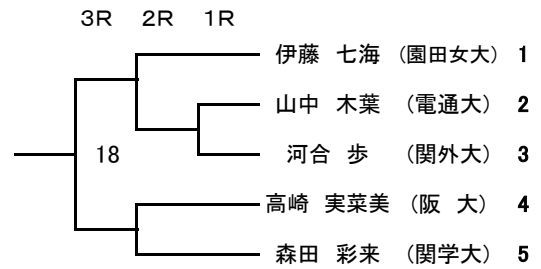 3R 2R 1R
伊藤 七海 (園田女大) 1
山中 木葉 (電通大) 2
18 河合 歩 (関外大) 3
高崎 実菜美 (阪 大) 4
森田 彩来 (関学大) 5